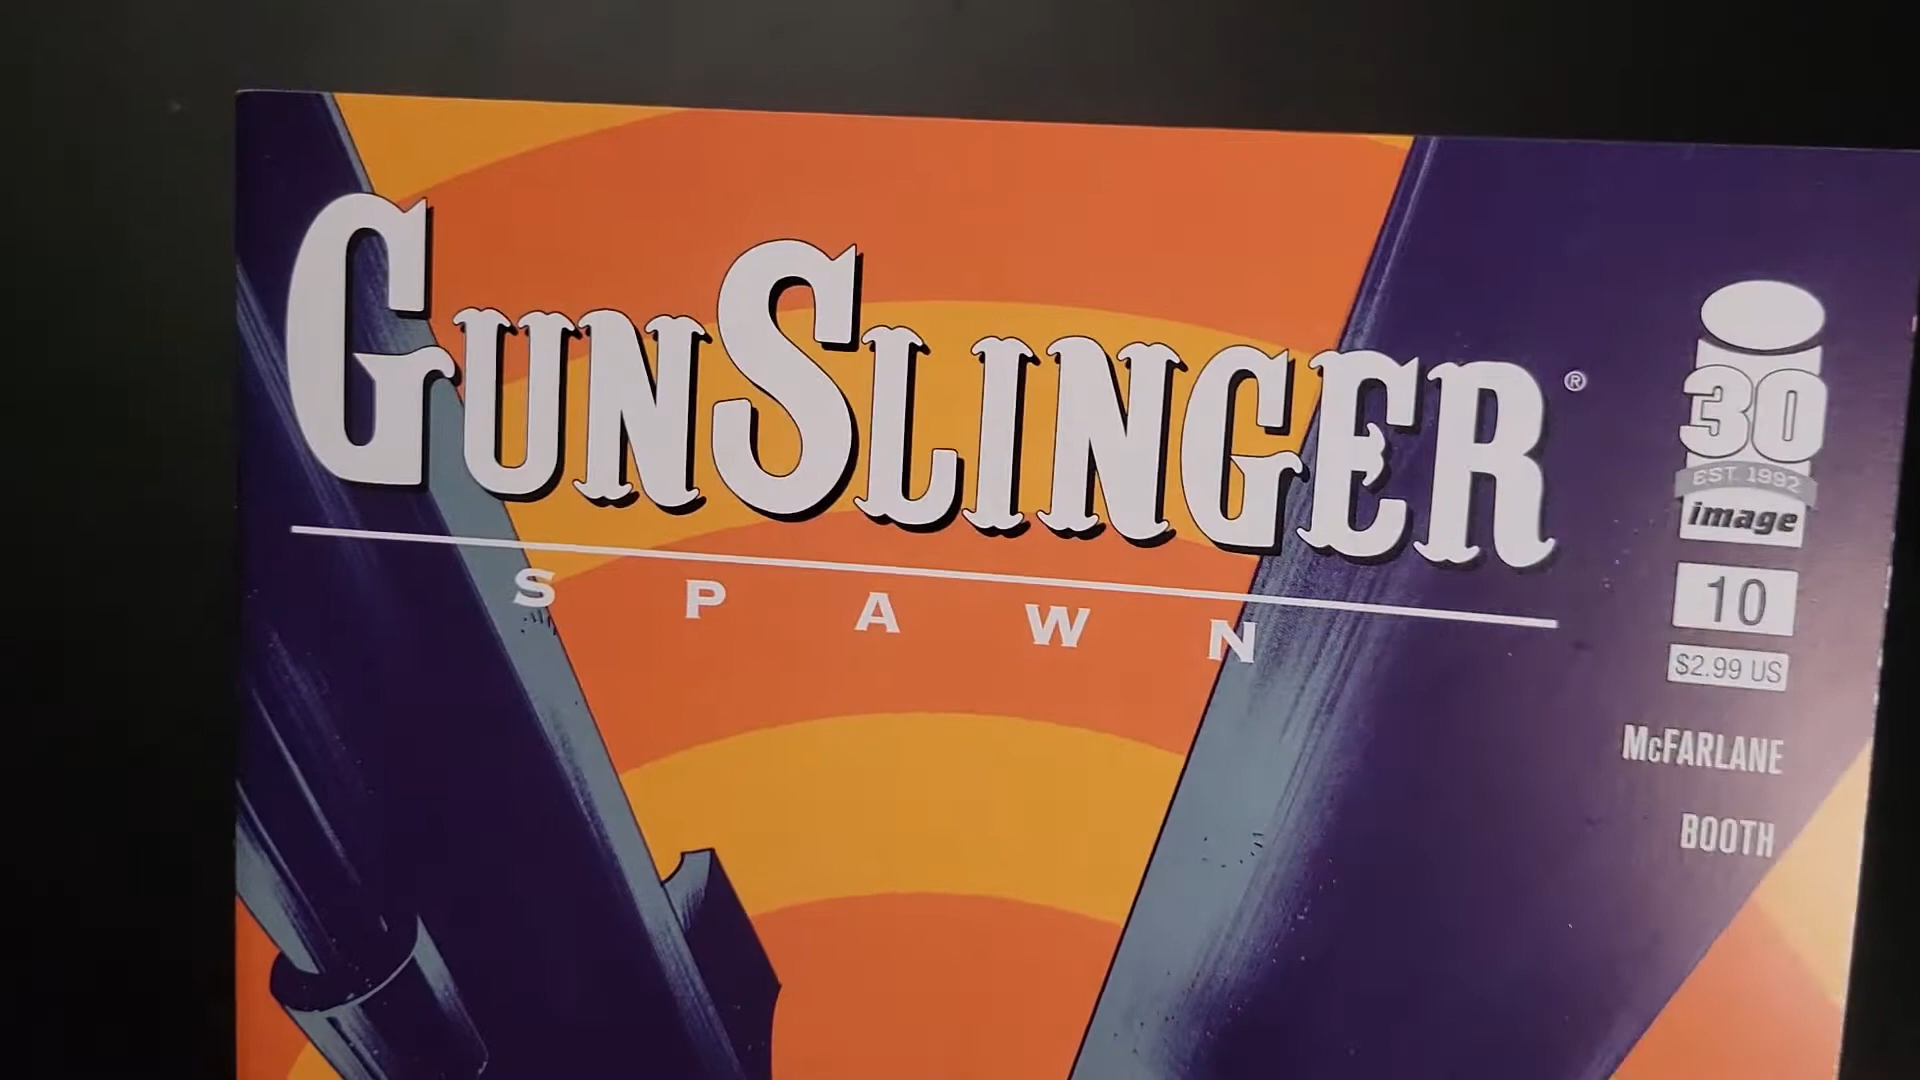 GUNSLINGER®
SPAWN
30
EST. 1992
image
10
$2.99 US
McFARLANE
BOOTH